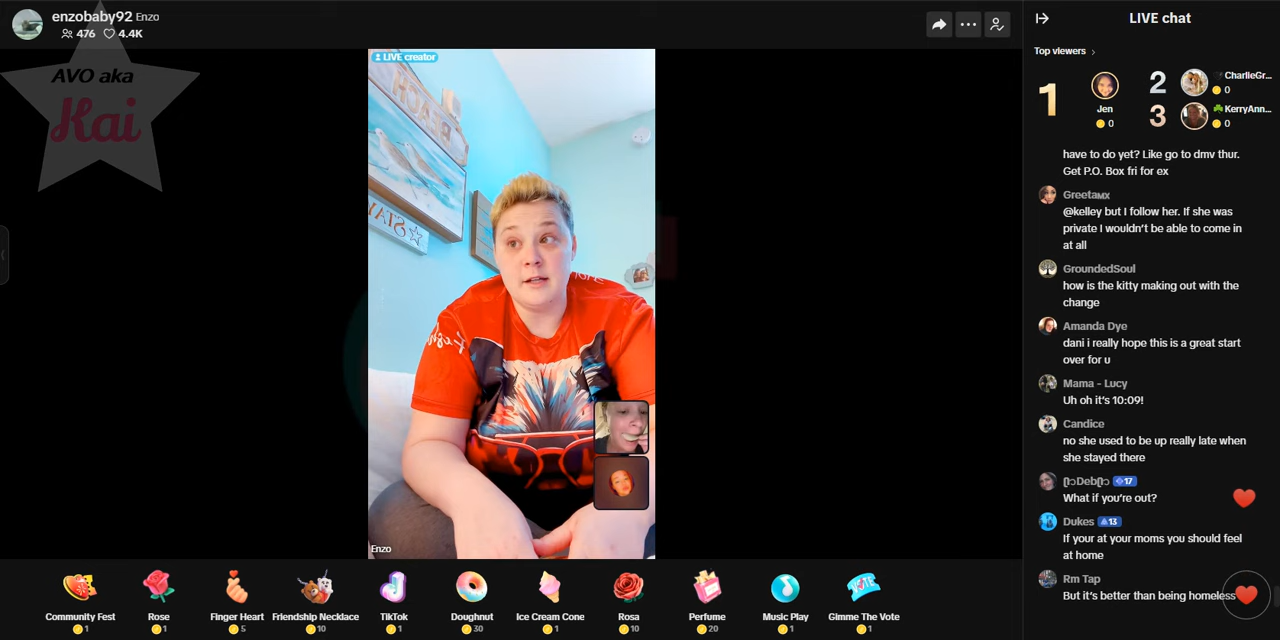 enzobaby92 Enzo
476 4.4K
AVO aka
Kai
LIVE creator
BEACH
STAY
Enzo
Community Fest
1
Rose
1
Finger Heart
5
Friendship Necklace
10
TikTok
1
Doughnut
30
Ice Cream Cone
1
Rosa
10
Perfume
20
Music Play
1
Gimme The Vote
1
LIVE chat
Top viewers
1
Jen
0
2
CharlieGr...
0
3
KerryAnn...
0
have to do yet? Like go to dmv thur.
Get P.O. Box fri for ex
Greetaмx
@kelley but I follow her. If she was
private I wouldn't be able to come in
at all
GroundedSoul
how is the kitty making out with the
change
Amanda Dye
dani i really hope this is a great start
over for u
Mama - Lucy
Uh oh it's 10:09!
Candice
no she used to be up really late when
she stayed there
Deb 17
What if you're out?
Dukes 13
If your at your moms you should feel
at home
Rm Tap
But it's better than being homeless